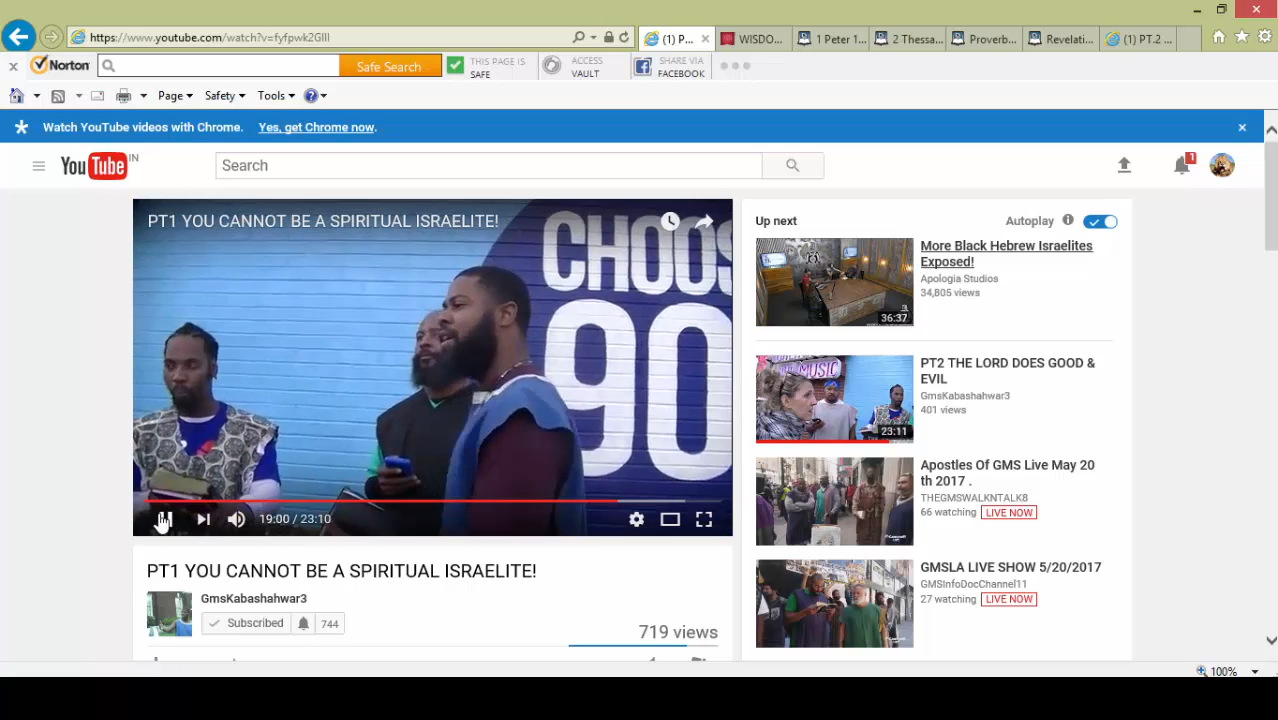 https://www.youtube.com/watch?v=fyfpwk2GIII
(1) P...
WISDO...
1 Peter 1...
2 Thessa...
Proverb...
Revelati...
(1) PT.2 ...
Norton
Safe Search
THIS PAGE IS
SAFE
ACCESS
VAULT
SHARE VIA
FACEBOOK
Page
Safety
Tools
Watch YouTube videos with Chrome. Yes, get Chrome now.
YouTube IN
Search
1
PT1 YOU CANNOT BE A SPIRITUAL ISRAELITE!
CHOOS
90
19:00 / 23:10
PT1 YOU CANNOT BE A SPIRITUAL ISRAELITE!
GmsKabashahwar3
Subscribed 744
719 views
Up next
Autoplay
More Black Hebrew Israelites
Exposed!
Apologia Studios
34,805 views
36:37
PT2 THE LORD DOES GOOD &
EVIL
GmsKabashahwar3
401 views
MUSIC
23:11
Apostles Of GMS Live May 20
th 2017 .
THEGMSWALKNTALK8
66 watching LIVE NOW
GMSLA LIVE SHOW 5/20/2017
GMSInfoDocChannel11
27 watching LIVE NOW
100%